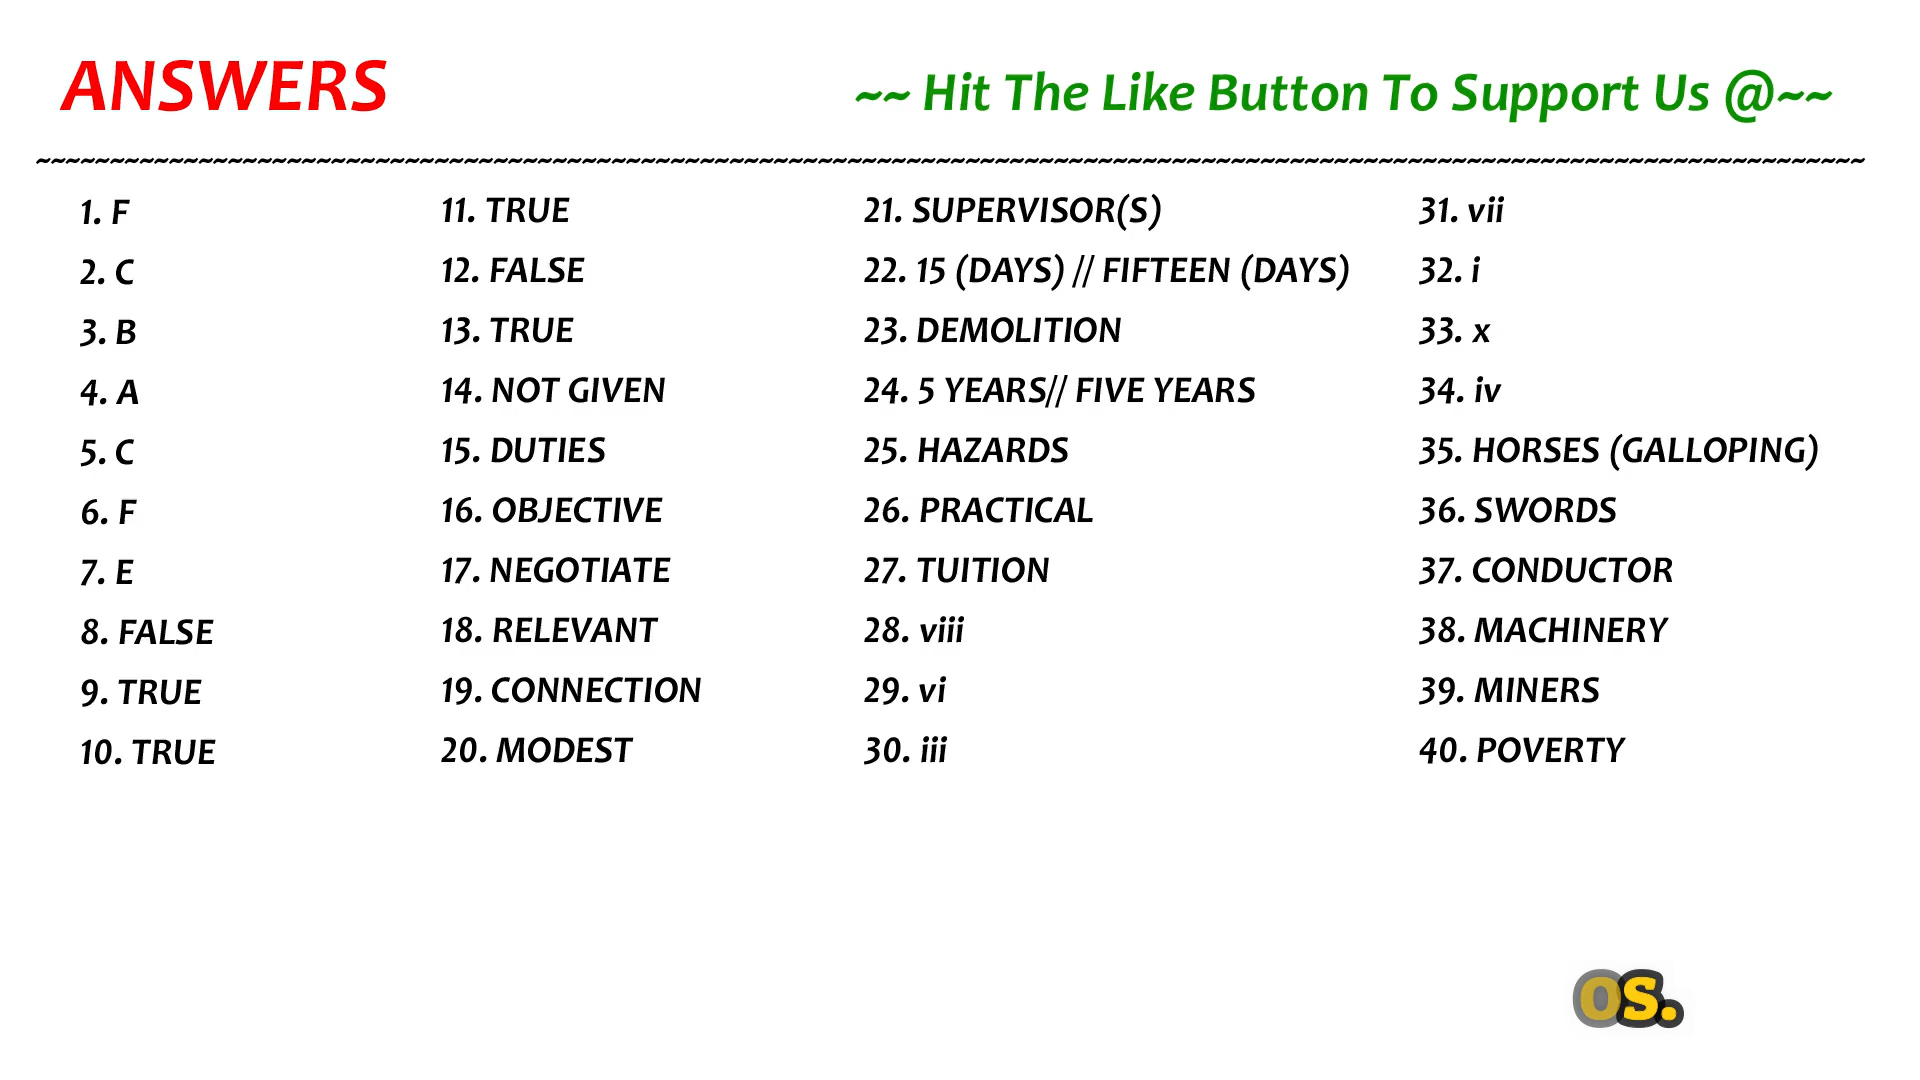 ANSWERS
~~ Hit The Like Button To Support Us @~~
~~~~~~~~~~~~~~~~~~~~~~~~~~~~~~~~~~~~~~~~~~~~~~~~~~~~~~~~~~~~~~~~~~~~~~~~~~~~~~~~~~~~~~~~~~~~~~~~~~~~~~~~~~~~~~~~~~~~~~~~~~~~
1. F
2. C
3. B
4. A
5. C
6. F
7. E
8. FALSE
9. TRUE
10. TRUE
11. TRUE
12. FALSE
13. TRUE
14. NOT GIVEN
15. DUTIES
16. OBJECTIVE
17. NEGOTIATE
18. RELEVANT
19. CONNECTION
20. MODEST
21. SUPERVISOR(S)
22. 15 (DAYS) // FIFTEEN (DAYS)
23. DEMOLITION
24. 5 YEARS// FIVE YEARS
25. HAZARDS
26. PRACTICAL
27. TUITION
28. viii
29. vi
30. iii
31. vii
32. i
33. x
34. iv
35. HORSES (GALLOPING)
36. SWORDS
37. CONDUCTOR
38. MACHINERY
39. MINERS
40. POVERTY
os.